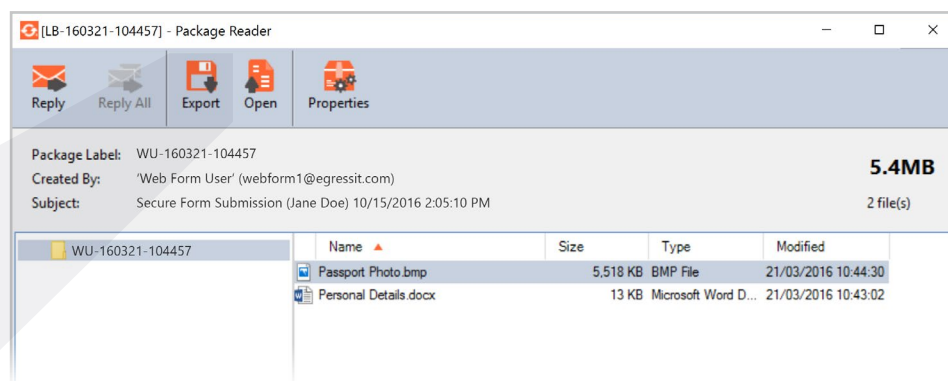 [LB-160321-104457] - Package Reader
Reply Reply All Export Open Properties
Package Label: WU-160321-104457
5.4MB
Created By: 'Web Form User' (webform1@egressit.com)
Subject: Secure Form Submission (Jane Doe) 10/15/2016 2:05:10 PM
2 file(s)
WU-160321-104457
Name Size Type Modified
Passport Photo.bmp 5,518 KB BMP File 21/03/2016 10:44:30
Personal Details.docx 13 KB Microsoft Word D... 21/03/2016 10:43:02